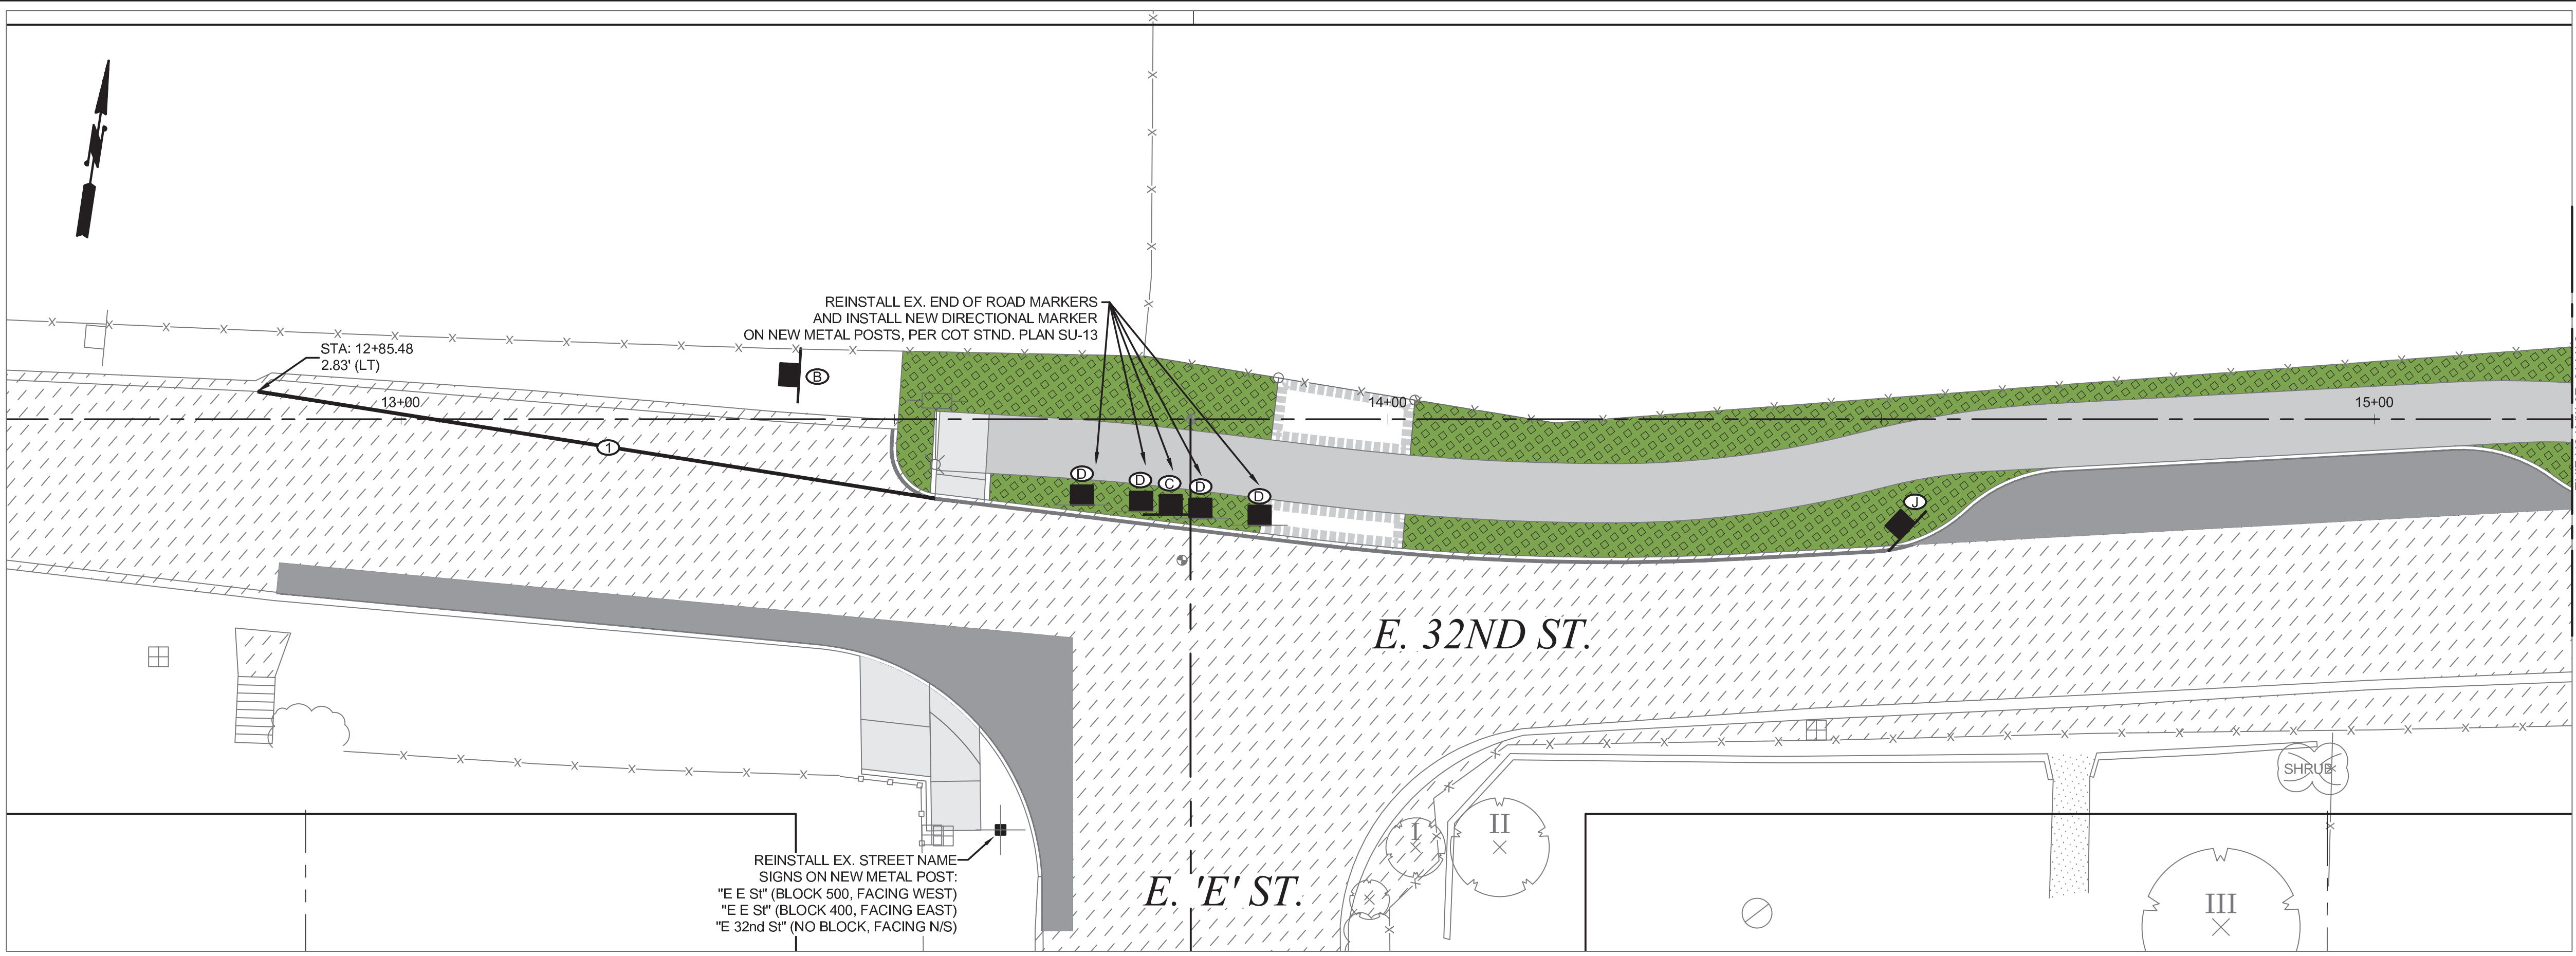 REINSTALL EX. END OF ROAD MARKERS
AND INSTALL NEW DIRECTIONAL MARKER
ON NEW METAL POSTS, PER COT STND. PLAN SU-13
STA: 12+85.48
2.83' (LT)
B
13+00
14+00
15+00
1
D
D
C
D
D
J
E. 32ND ST.
SHRUB
I
II
III
REINSTALL EX. STREET NAME
SIGNS ON NEW METAL POST:
"E E St" (BLOCK 500, FACING WEST)
"E E St" (BLOCK 400, FACING EAST)
"E 32nd St" (NO BLOCK, FACING N/S)
E. 'E' ST.